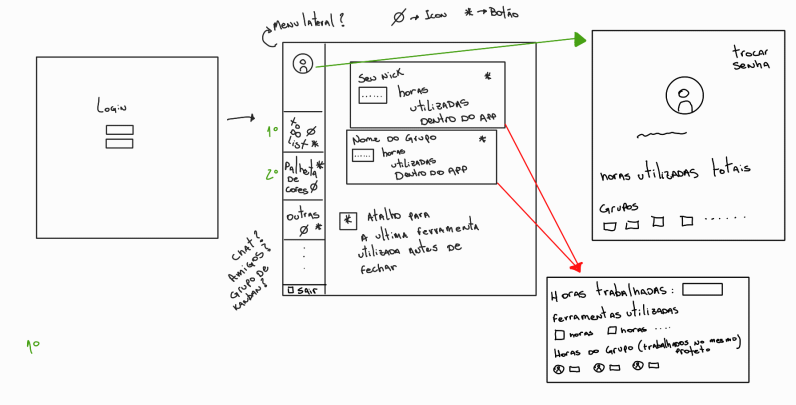 Menu lateral?
Ø → Icon * → Botão
Login
1º
To
Do Ø
List *
2º
Palheta *
De
cores Ø
outras
Ø *
Sair
Chat?
Amigos?
Grupo de
Kanban?
Seu Nick *
...... horas
utilizadas
Dentro do APP
Nome do Grupo *
..... horas
utilizadas
Dentro do APP
* Atalho para
a ultima ferramenta
utilizada antes de
fechar
trocar
senha
horas utilizadas totais
Grupos
......
Horas trabalhadas:
ferramentas utilizadas
horas horas ....
Horas do Grupo (trabalhados no mesmo)
projeto
1º